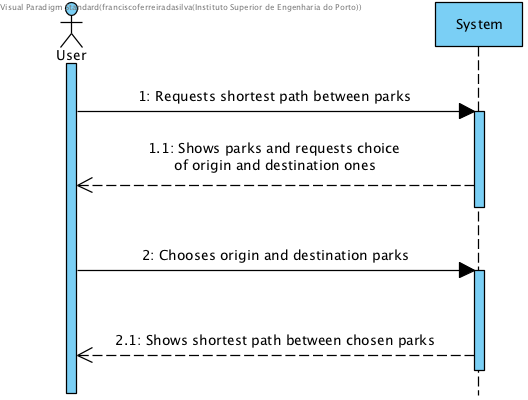 Visual Paradigm Standard(franciscoferreiradasilva(Instituto Superior de Engenharia do Porto))
System
User
1: Requests shortest path between parks
1.1: Shows parks and requests choice
of origin and destination ones
2: Chooses origin and destination parks
2.1: Shows shortest path between chosen parks